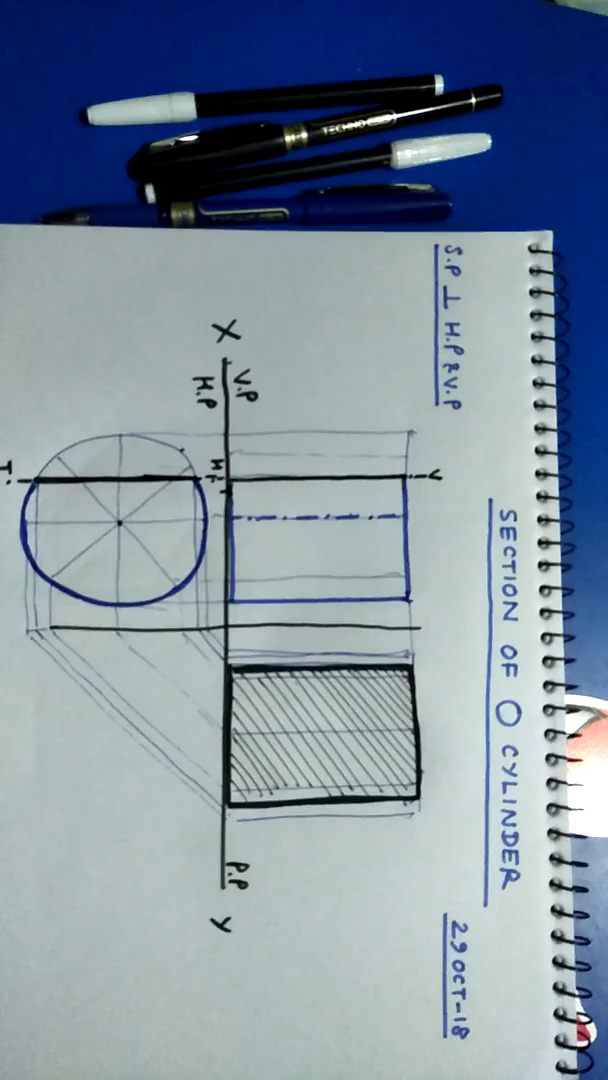 SECTION OF O CYLINDER
29 OCT-18
S.P ⊥ H.P & V.P
V
X
V.P
H.P
H.T
T
P.P
Y
TECHNO